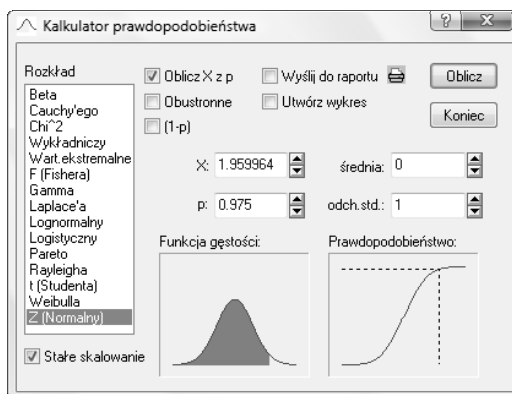 Kalkulator prawdopodobieństwa
Rozkład
Beta
Cauchy'ego
Chi^2
Wykładniczy
Wart.ekstremalne
F (Fishera)
Gamma
Laplace'a
Lognormalny
Logistyczny
Pareto
Rayleigha
t (Studenta)
Weibulla
Z (Normalny)
Stałe skalowanie
Oblicz X z p
Wyślij do raportu
Oblicz
Obustronne
Utwórz wykres
(1-p)
Koniec
X: 1.959964
średnia: 0
p: 0.975
odch.std.: 1
Funkcja gęstości:
Prawdopodobieństwo: